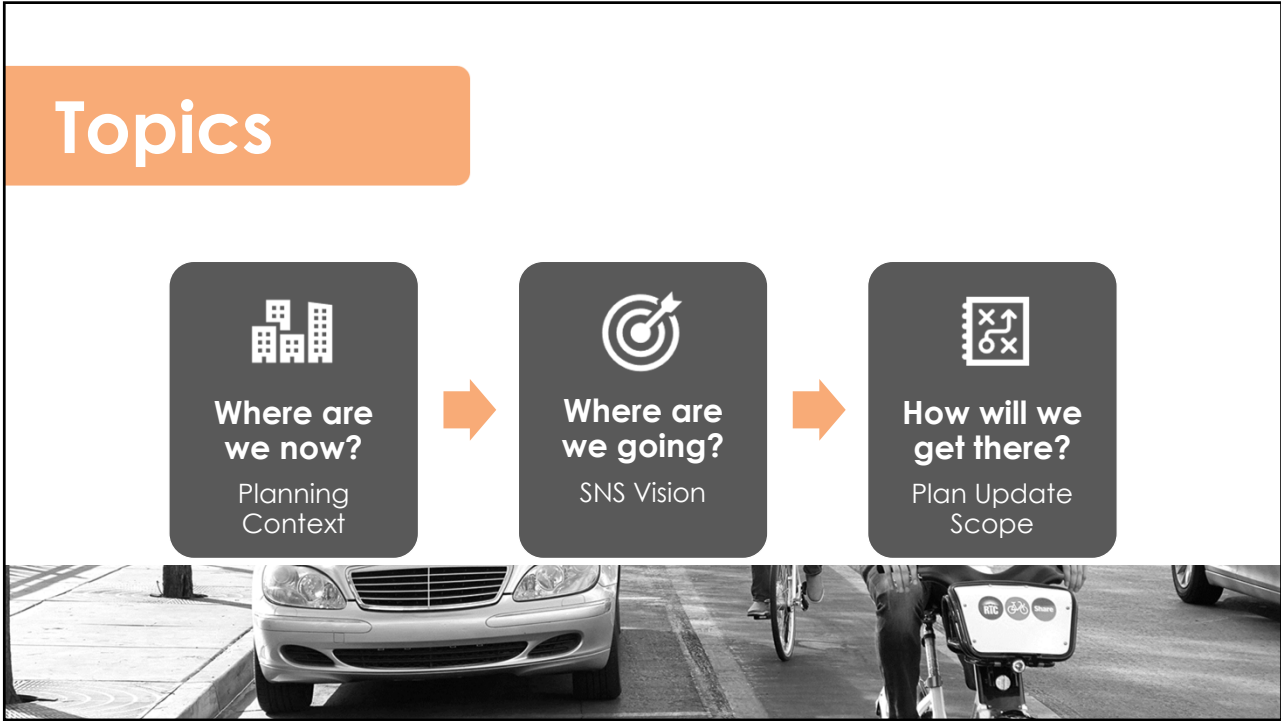 Topics
Where are
we now?
Planning
Context
Where are
we going?
SNS Vision
How will we
get there?
Plan Update
Scope
RTC
Share